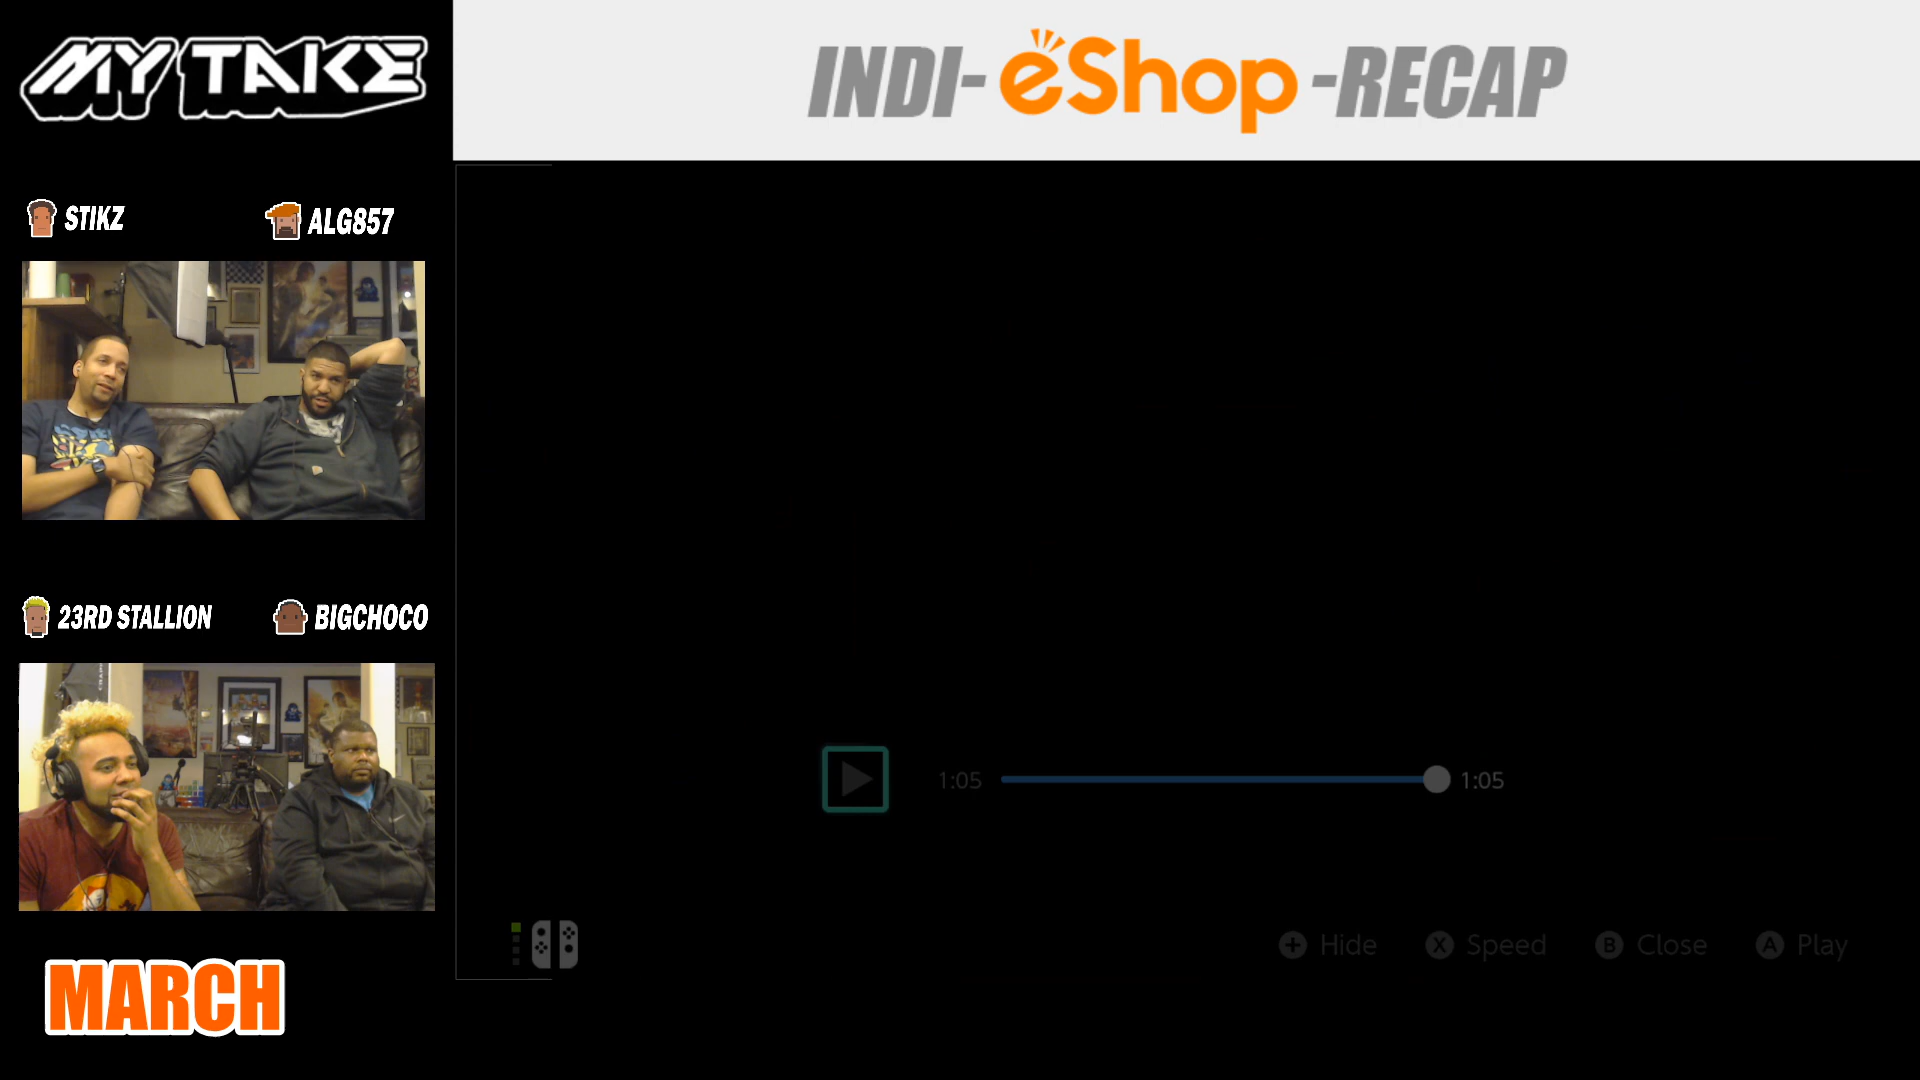 MY TAKE
INDI-eShop-RECAP
STIKZ
ALG857
23RD STALLION
BIGCHOCO
1:05
1:05
+ Hide
X Speed
B Close
A Play
MARCH